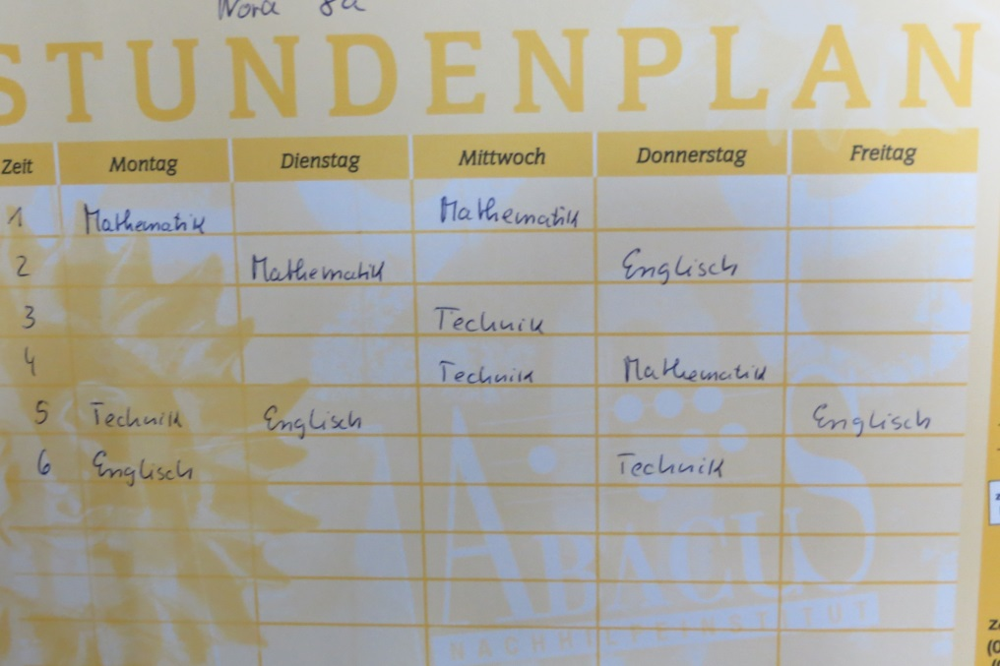 Nora 8a
STUNDENPLAN
Zeit Montag Dienstag Mittwoch Donnerstag Freitag
1 Mathematik Mathematik
2 Mathematik Englisch
3 Technik
4 Technik Mathematik
5 Technik Englisch Englisch
6 Englisch Technik
ABACUS
NACHHILFEINSTITUT